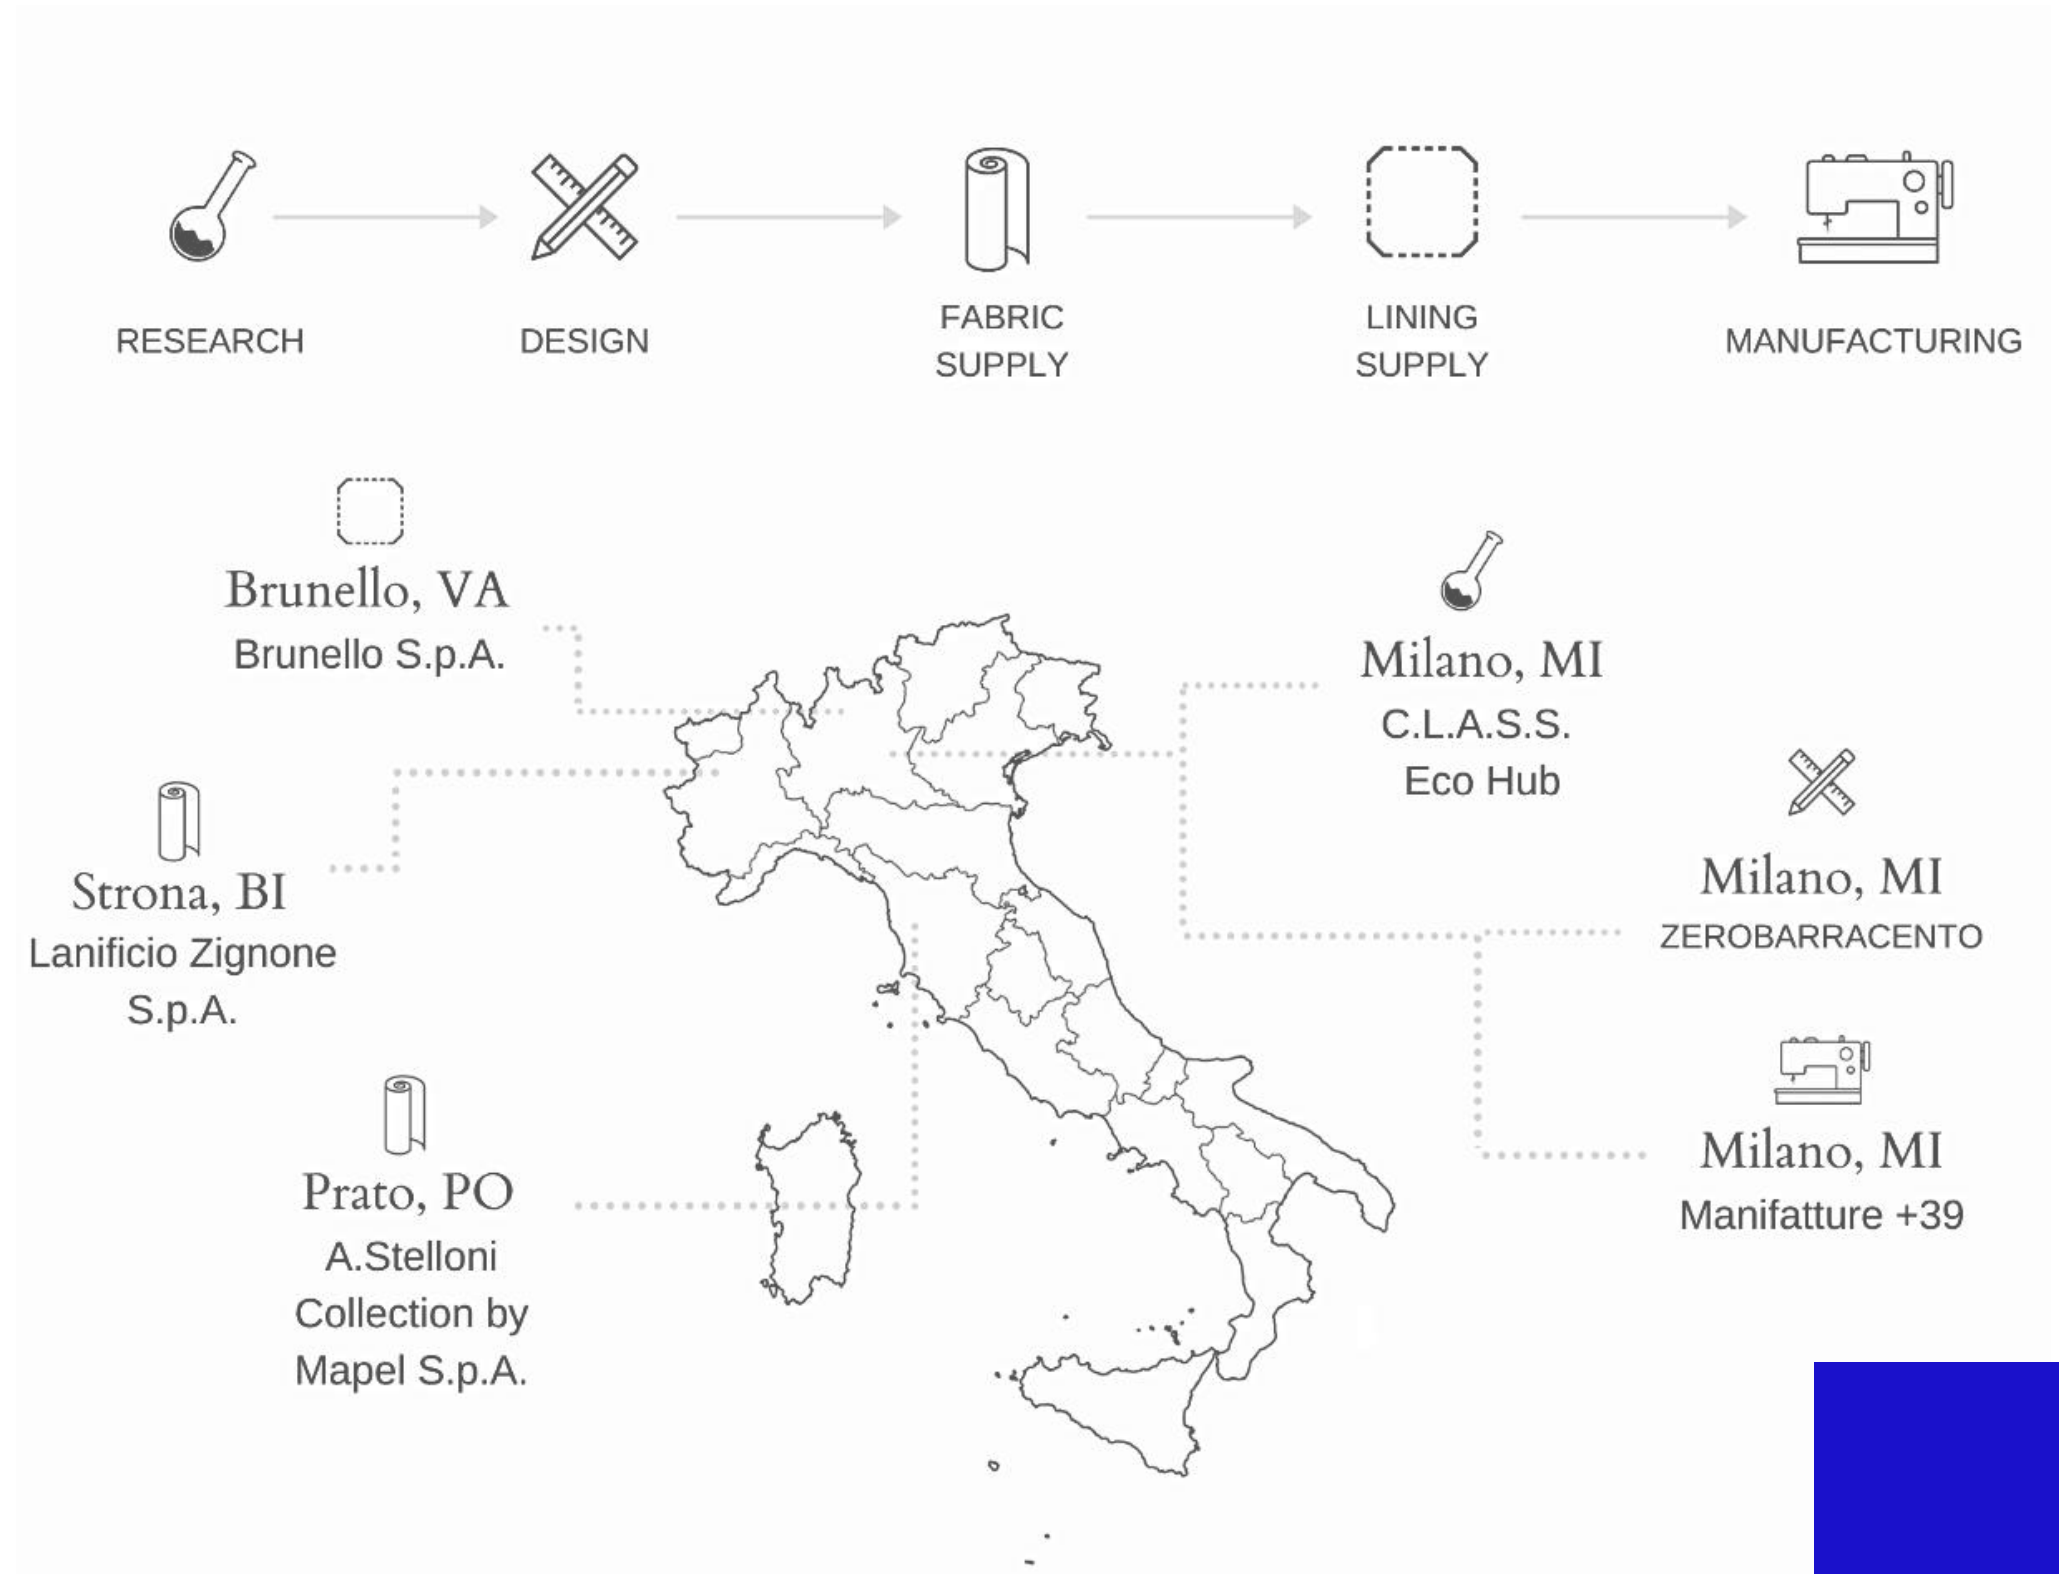 RESEARCH
DESIGN
FABRIC
SUPPLY
LINING
SUPPLY
MANUFACTURING
Brunello, VA
Brunello S.p.A.
Strona, BI
Lanificio Zignone
S.p.A.
Prato, PO
A.Stelloni
Collection by
Mapel S.p.A.
Milano, MI
C.L.A.S.S.
Eco Hub
Milano, MI
ZEROBARRACENTO
Milano, MI
Manifatture +39